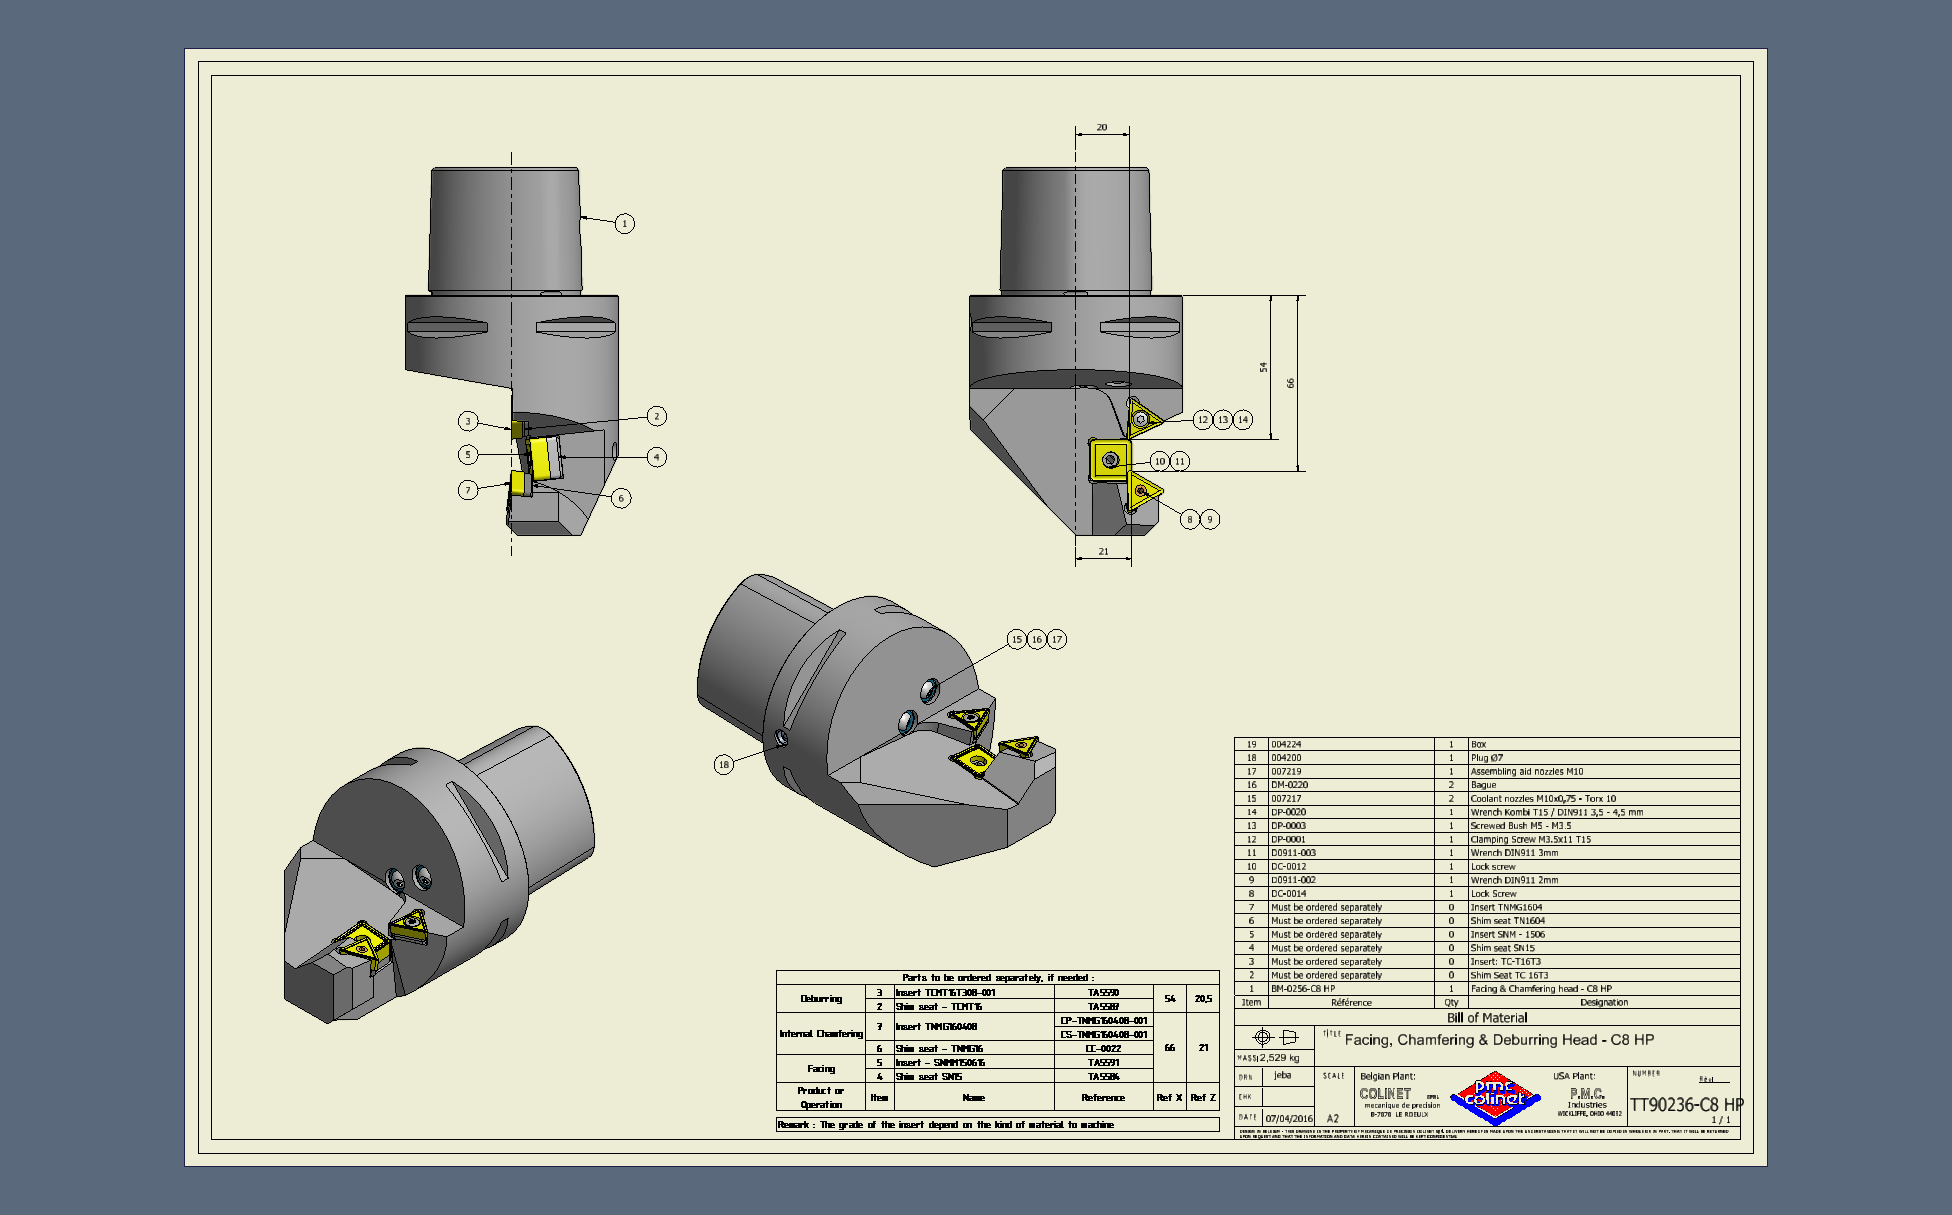 20
1
54
66
3
2
12 13 14
5
4
10 11
7
6
8 9
21
15 16 17
18
19 004224 1 Box
18 004200 1 Plug Ø7
17 007219 1 Assembling aid nozzles M10
16 DM-0220 2 Bague
15 007217 2 Coolant nozzles M10x0,75 - Torx 10
14 DP-0020 1 Wrench Kombi T15 / DIN911 3,5 - 4,5 mm
13 DP-0003 1 Screwed Bush M5 - M3.5
12 DP-0001 1 Clamping Screw M3.5x11 T15
11 D0911-003 1 Wrench DIN911 3mm
10 DC-0012 1 Lock screw
9 D0911-002 1 Wrench DIN911 2mm
8 DC-0014 1 Lock Screw
7 Must be ordered separately 0 Insert TNMG1604
6 Must be ordered separately 0 Shim seat TN1604
5 Must be ordered separately 0 Insert SNM - 1506
4 Must be ordered separately 0 Shim seat SN15
3 Must be ordered separately 0 Insert: TC-T16T3
2 Must be ordered separately 0 Shim Seat TC 16T3
1 BM-0256-C8 HP 1 Facing & Chamfering head - C8 HP
Item Référence Qty Designation
Bill of Material
Parts to be ordered separately, if needed :
Deburring 3 Insert TCMT16T308-001 TA5590 54 20,5
2 Shim seat - TCMT16 TA5587
Internal Chamfering 7 Insert TNMG160408 CP-TNMG160408-001 66 21
CS-TNMG160408-001
6 Shim seat - TNMG16 CC-0022
Facing 5 Insert - SNMM150616 TA5591
4 Shim seat SN15 TA5584
Product or Operation Item Name Reference Ref X Ref Z
Remark : The grade of the insert depend on the kind of material to machine
TITLE Facing, Chamfering & Deburring Head - C8 HP
MASS: 2,529 kg
DRN jeba
CHK
DATE 07/04/2016
SCALE
A2
Belgian Plant:
COLINET SPRL
mecanique de precision
B-7070 LE ROEULX
pmc
colinet
USA Plant:
P.M.C.
Industries
WICKLIFFE, OHIO 44092
NUMBER
TT90236-C8 HP
1 / 1